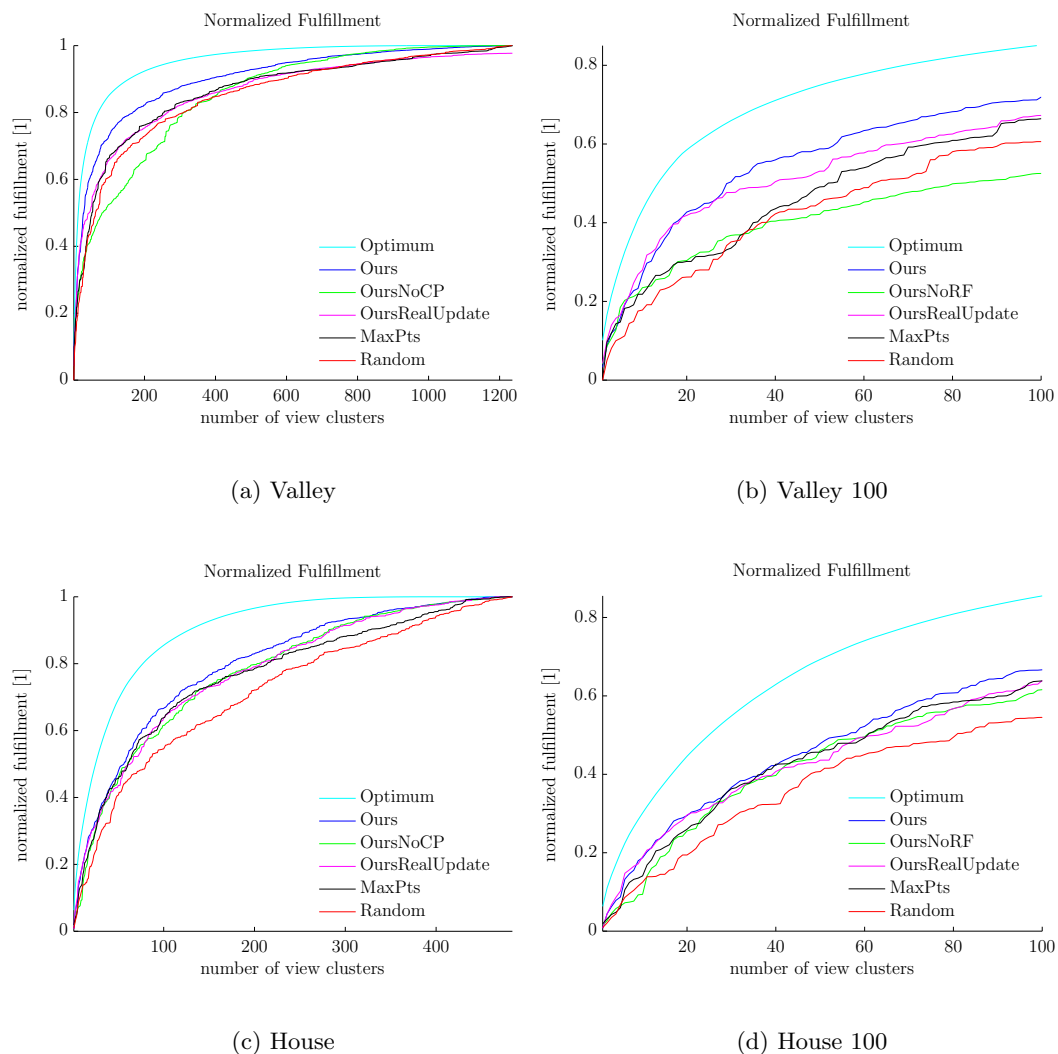 Normalized Fulfillment
normalized fulfillment [1]
1
0.8
0.6
0.4
0.2
0
200 400 600 800 1000 1200
number of view clusters
Optimum
Ours
OursNoCP
OursRealUpdate
MaxPts
Random
(a) Valley
Normalized Fulfillment
normalized fulfillment [1]
0.8
0.6
0.4
0.2
0
20 40 60 80 100
number of view clusters
Optimum
Ours
OursNoRF
OursRealUpdate
MaxPts
Random
(b) Valley 100
Normalized Fulfillment
normalized fulfillment [1]
1
0.8
0.6
0.4
0.2
0
100 200 300 400
number of view clusters
Optimum
Ours
OursNoCP
OursRealUpdate
MaxPts
Random
(c) House
Normalized Fulfillment
normalized fulfillment [1]
0.8
0.6
0.4
0.2
0
20 40 60 80 100
number of view clusters
Optimum
Ours
OursNoRF
OursRealUpdate
MaxPts
Random
(d) House 100